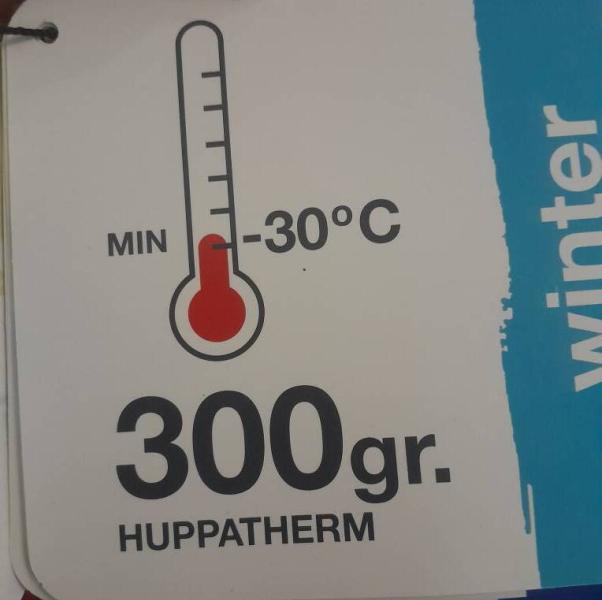 MIN -30°C
300gr.
HUPPATHERM
winter